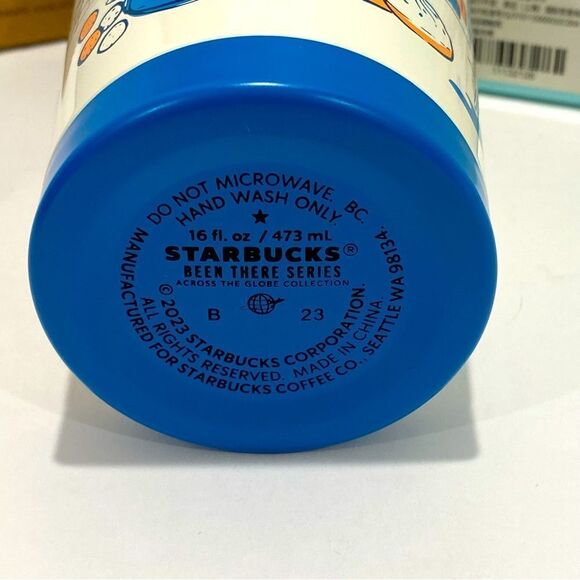 DO NOT MICROWAVE. BC.
HAND WASH ONLY.
★
16 fl. oz / 473 mL
STARBUCKS®
BEEN THERE SERIES
ACROSS THE GLOBE COLLECTION
B 23
© 2023 STARBUCKS CORPORATION.
ALL RIGHTS RESERVED. MADE IN CHINA.
MANUFACTURED FOR STARBUCKS COFFEE CO., SEATTLE WA 98134.